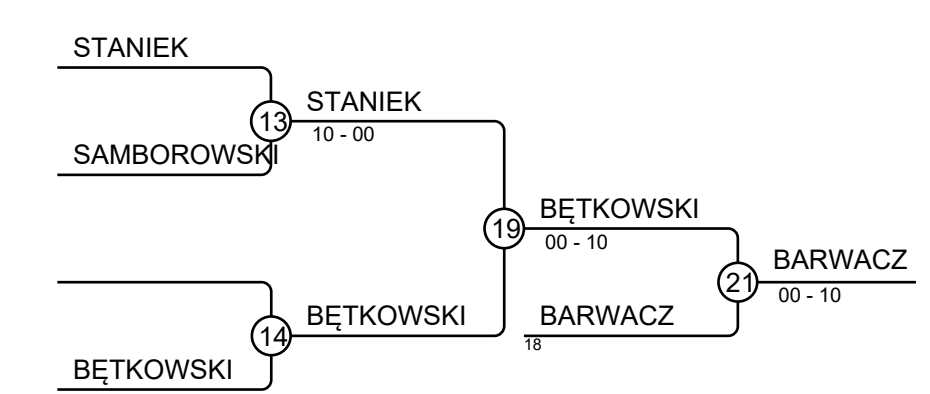 STANIEK
13
STANIEK
10 - 00
SAMBOROWSKI
19
BĘTKOWSKI
00 - 10
21
BARWACZ
00 - 10
14
BĘTKOWSKI
BARWACZ
18
BĘTKOWSKI